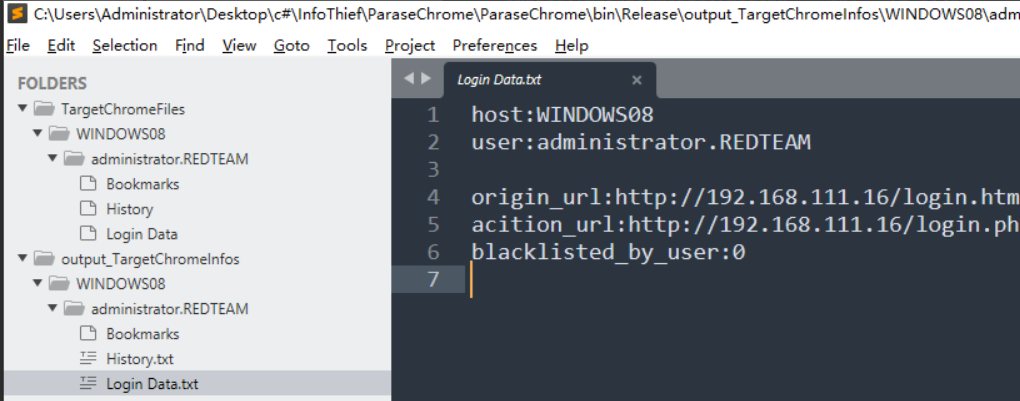 C:\Users\Administrator\Desktop\c#\InfoThief\ParaseChrome\ParaseChrome\bin\Release\output_TargetChromeInfos\WINDOWS08\adm
File Edit Selection Find View Goto Tools Project Preferences Help
FOLDERS
TargetChromeFiles
WINDOWS08
administrator.REDTEAM
Bookmarks
History
Login Data
output_TargetChromeInfos
WINDOWS08
administrator.REDTEAM
Bookmarks
History.txt
Login Data.txt
Login Data.txt ×
1 host:WINDOWS08
2 user:administrator.REDTEAM
3
4 origin_url:http://192.168.111.16/login.htm
5 acition_url:http://192.168.111.16/login.ph
6 blacklisted_by_user:0
7